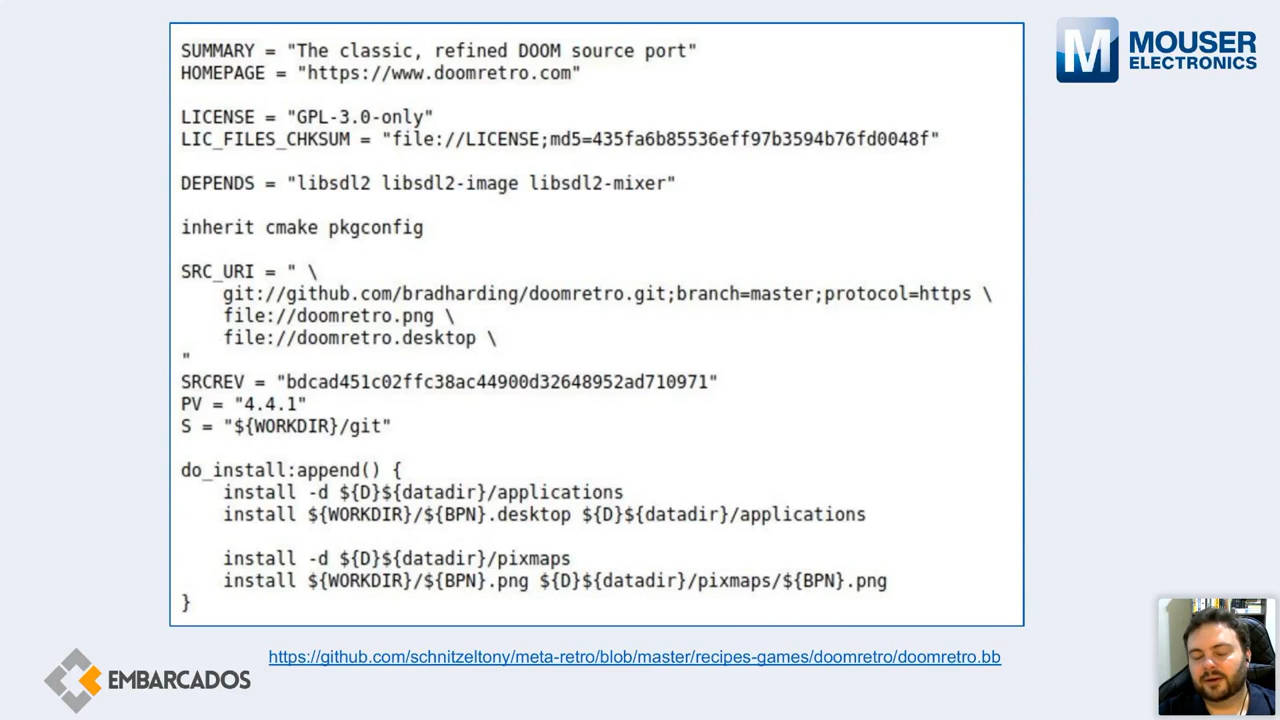 SUMMARY = "The classic, refined DOOM source port"
HOMEPAGE = "https://www.doomretro.com"
LICENSE = "GPL-3.0-only"
LIC_FILES_CHKSUM = "file://LICENSE;md5=435fa6b85536eff97b3594b76fd0048f"
DEPENDS = "libsdl2 libsdl2-image libsdl2-mixer"
inherit cmake pkgconfig
SRC_URI = " \
    git://github.com/bradharding/doomretro.git;branch=master;protocol=https \
    file://doomretro.png \
    file://doomretro.desktop \
"
SRCREV = "bdcad451c02ffc38ac44900d32648952ad710971"
PV = "4.4.1"
S = "${WORKDIR}/git"
do_install:append() {
    install -d ${D}${datadir}/applications
    install ${WORKDIR}/${BPN}.desktop ${D}${datadir}/applications
    install -d ${D}${datadir}/pixmaps
    install ${WORKDIR}/${BPN}.png ${D}${datadir}/pixmaps/${BPN}.png
}
https://github.com/schnitzeltony/meta-retro/blob/master/recipes-games/doomretro/doomretro.bb
M MOUSER
ELECTRONICS
EMBARCADOS